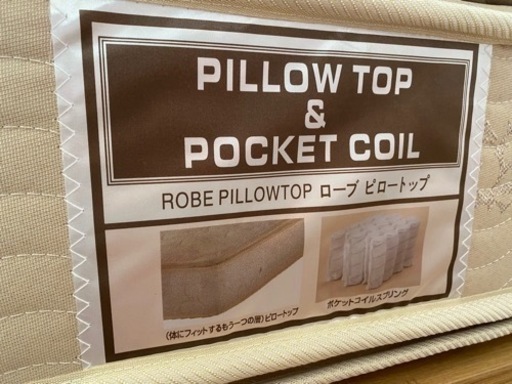 PILLOW TOP
&
POCKET COIL
ROBE PILLOWTOP ローブ ピロートップ
(体にフィットするもう一つの層)ピロートップ
ポケットコイルスプリング